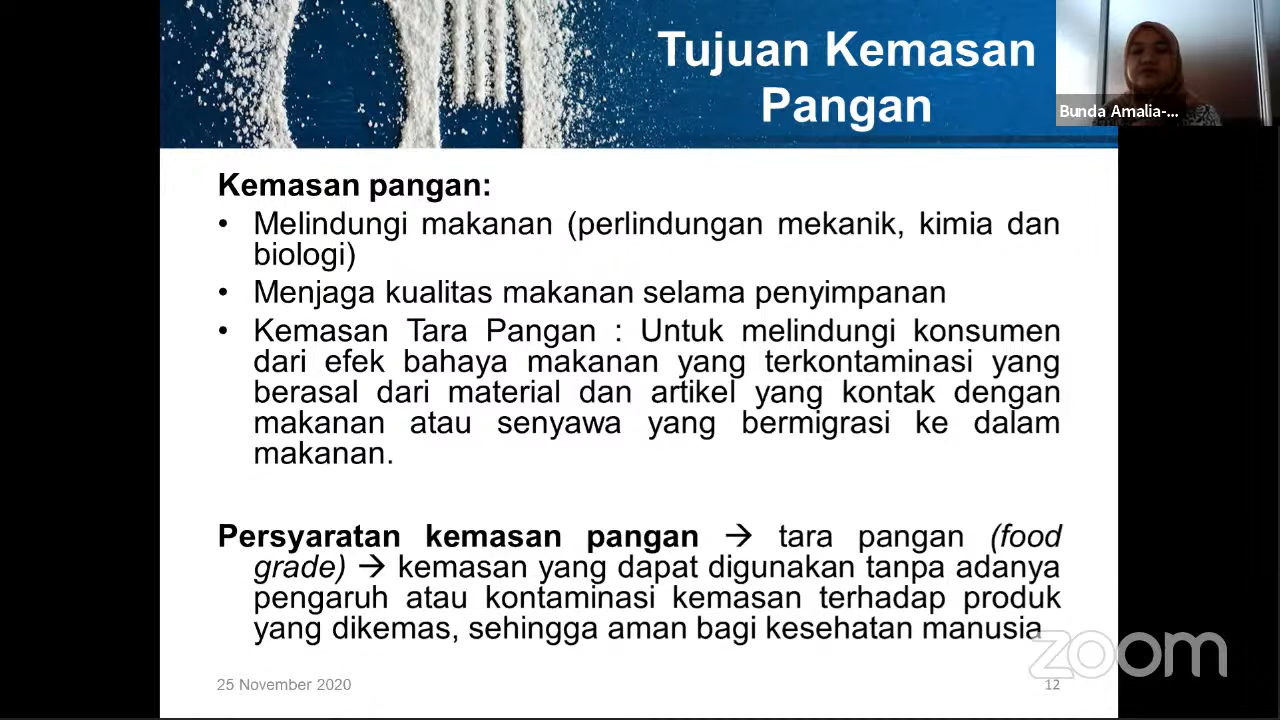 Tujuan Kemasan
Pangan
Bunda Amalia-...
Kemasan pangan:
• Melindungi makanan (perlindungan mekanik, kimia dan
biologi)
• Menjaga kualitas makanan selama penyimpanan
• Kemasan Tara Pangan : Untuk melindungi konsumen
dari efek bahaya makanan yang terkontaminasi yang
berasal dari material dan artikel yang kontak dengan
makanan atau senyawa yang bermigrasi ke dalam
makanan.
Persyaratan kemasan pangan → tara pangan (food
grade) → kemasan yang dapat digunakan tanpa adanya
pengaruh atau kontaminasi kemasan terhadap produk
yang dikemas, sehingga aman bagi kesehatan manusia
zoom
25 November 2020
12